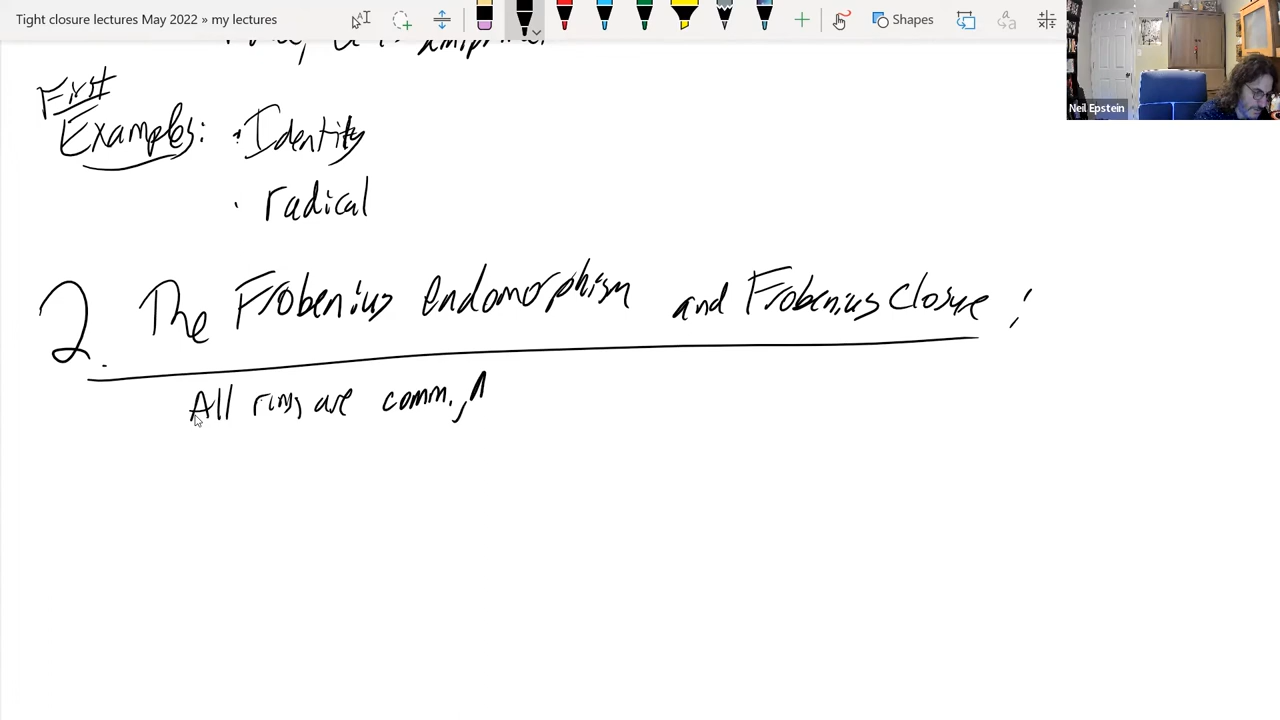 Tight closure lectures May 2022 » my lectures
Shapes
Neil Epstein
First
Examples: · Identity
· radical
2. The Frobenius endomorphism and Frobenius closure:
All rings are comm.,